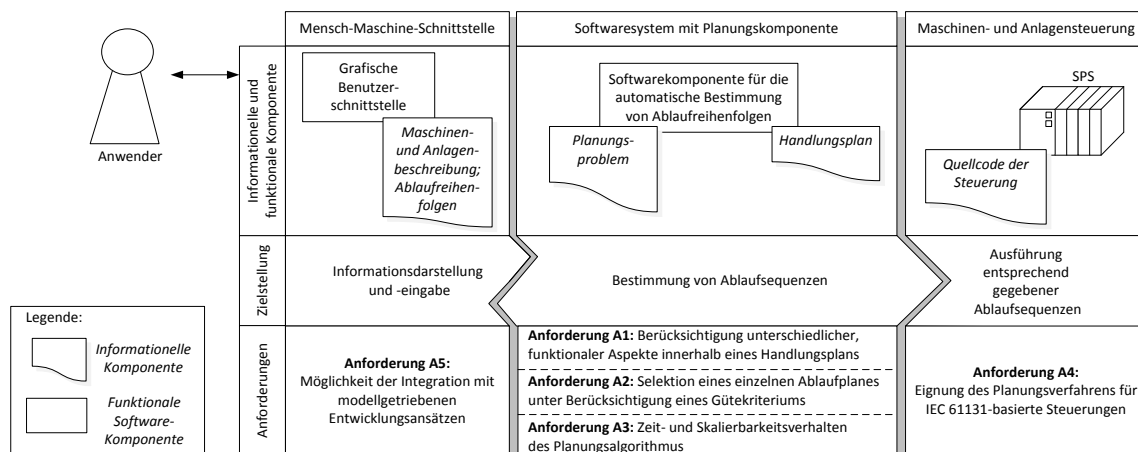 Mensch-Maschine-Schnittstelle
Softwaresystem mit Planungskomponente
Maschinen- und Anlagensteuerung
Anwender
Informationelle und
funktionale Komponente
Grafische
Benutzer-
schnittstelle
Maschinen-
und Anlagen-
beschreibung;
Ablaufreihen-
folgen
Softwarekomponente für die
automatische Bestimmung
von Ablaufreihenfolgen
Planungs-
problem
Handlungsplan
SPS
Quellcode der
Steuerung
Zielstellung
Informationsdarstellung
und -eingabe
Bestimmung von Ablaufsequenzen
Ausführung
entsprechend
gegebener
Ablaufsequenzen
Anforderungen
Anforderung A5:
Möglichkeit der Integration mit
modellgetriebenen
Entwicklungsansätzen
Anforderung A1: Berücksichtigung unterschiedlicher,
funktionaler Aspekte innerhalb eines Handlungsplans
Anforderung A2: Selektion eines einzelnen Ablaufplanes
unter Berücksichtigung eines Gütekriteriums
Anforderung A3: Zeit- und Skalierbarkeitsverhalten
des Planungsalgorithmus
Anforderung A4:
Eignung des Planungsverfahrens für
IEC 61131-basierte Steuerungen
Legende:
Informationelle
Komponente
Funktionale
Software-
Komponente